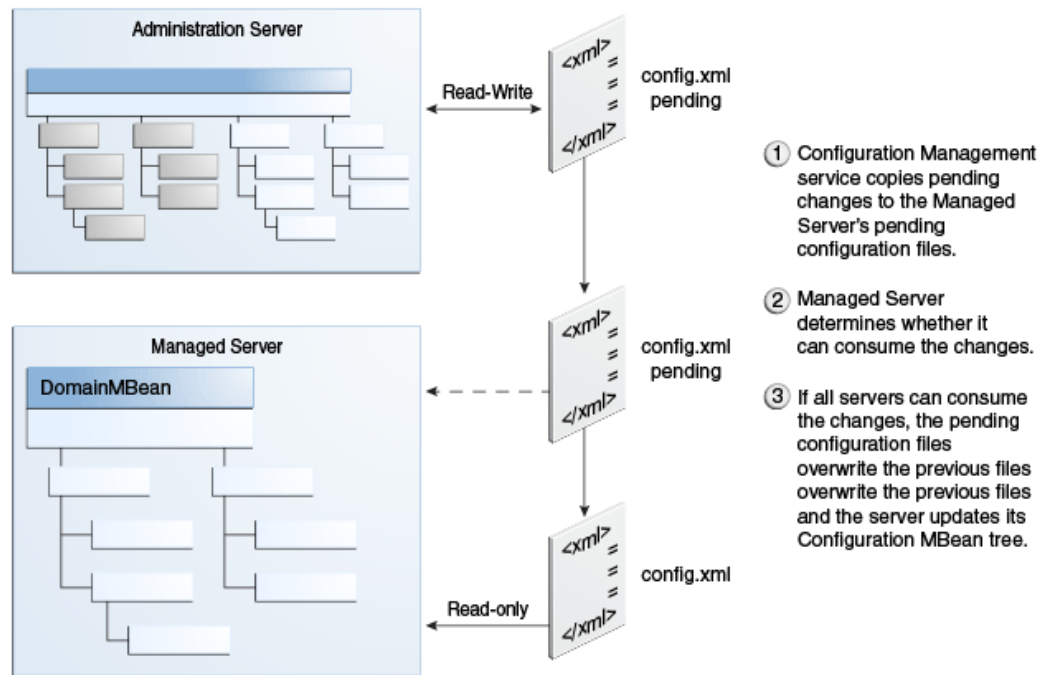 Administration Server
Read-Write
<xml>
=
=
=
</xml>
config.xml
pending
1 Configuration Management
service copies pending
changes to the Managed
Server's pending
configuration files.
2 Managed Server
determines whether it
can consume the changes.
3 If all servers can consume
the changes, the pending
configuration files
overwrite the previous files
overwrite the previous files
and the server updates its
Configuration MBean tree.
<xml>
=
=
=
</xml>
config.xml
pending
Managed Server
DomainMBean
<xml>
=
=
=
</xml>
config.xml
Read-only